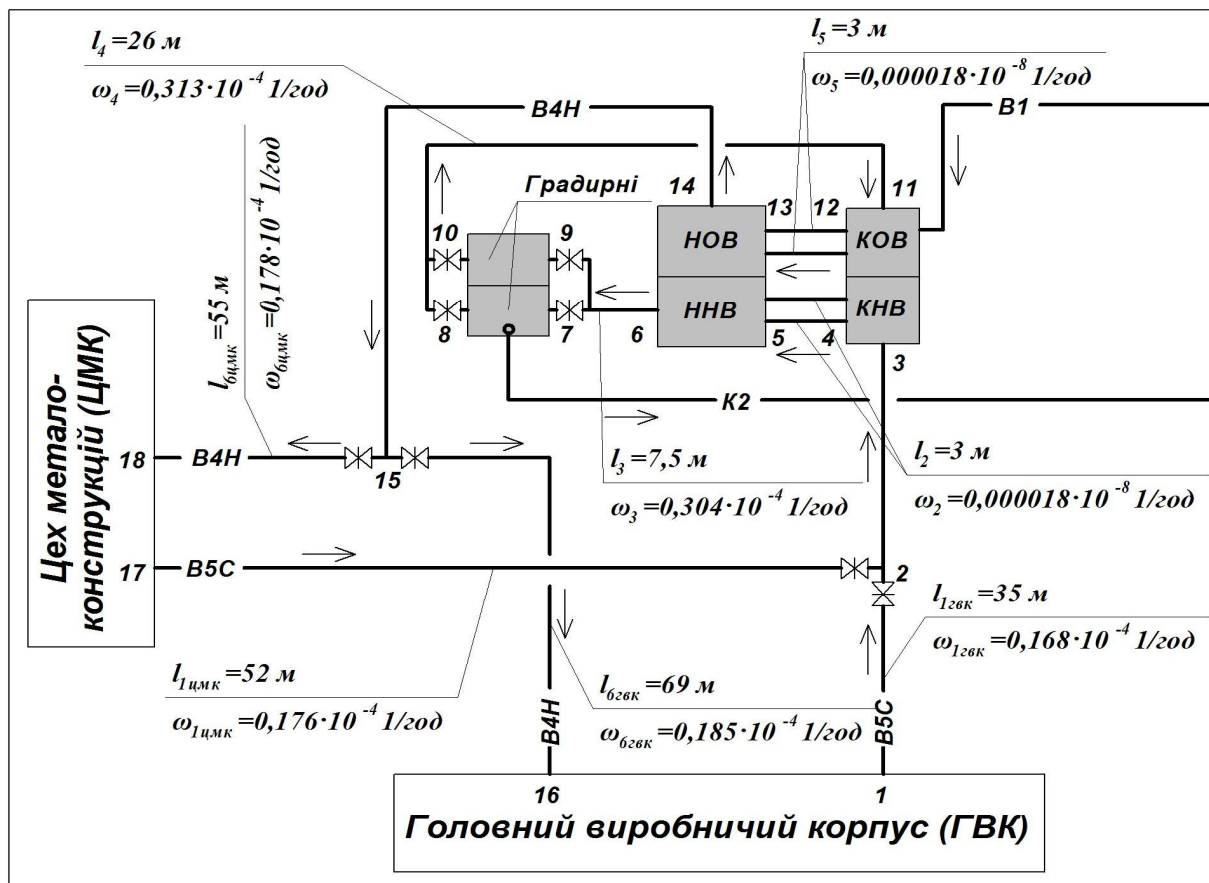 l₄ =26 м
ω₄ =0,313·10 ⁻⁴ 1/год
l₅ =3 м
ω₅ =0,000018·10 ⁻⁸ 1/год
В4Н
В1
l₆цмк =55 м
ω₆цмк =0,178·10 ⁻⁴ 1/год
Градирні
14
13
12
11
10
9
НОВ
КОВ
ННВ
КНВ
8
7
6
5
4
3
К2
Цех метало-
конструкцій (ЦМК)
18
В4Н
15
l₃ =7,5 м
ω₃ =0,304·10 ⁻⁴ 1/год
l₂ =3 м
ω₂ =0,000018·10 ⁻⁸ 1/год
17
В5С
2
l₁гвк =35 м
ω₁гвк =0,168·10 ⁻⁴ 1/год
l₁цмк =52 м
ω₁цмк =0,176·10 ⁻⁴ 1/год
l₆гвк =69 м
ω₆гвк =0,185·10 ⁻⁴ 1/год
В4Н
В5С
16
1
Головний виробничий корпус (ГВК)